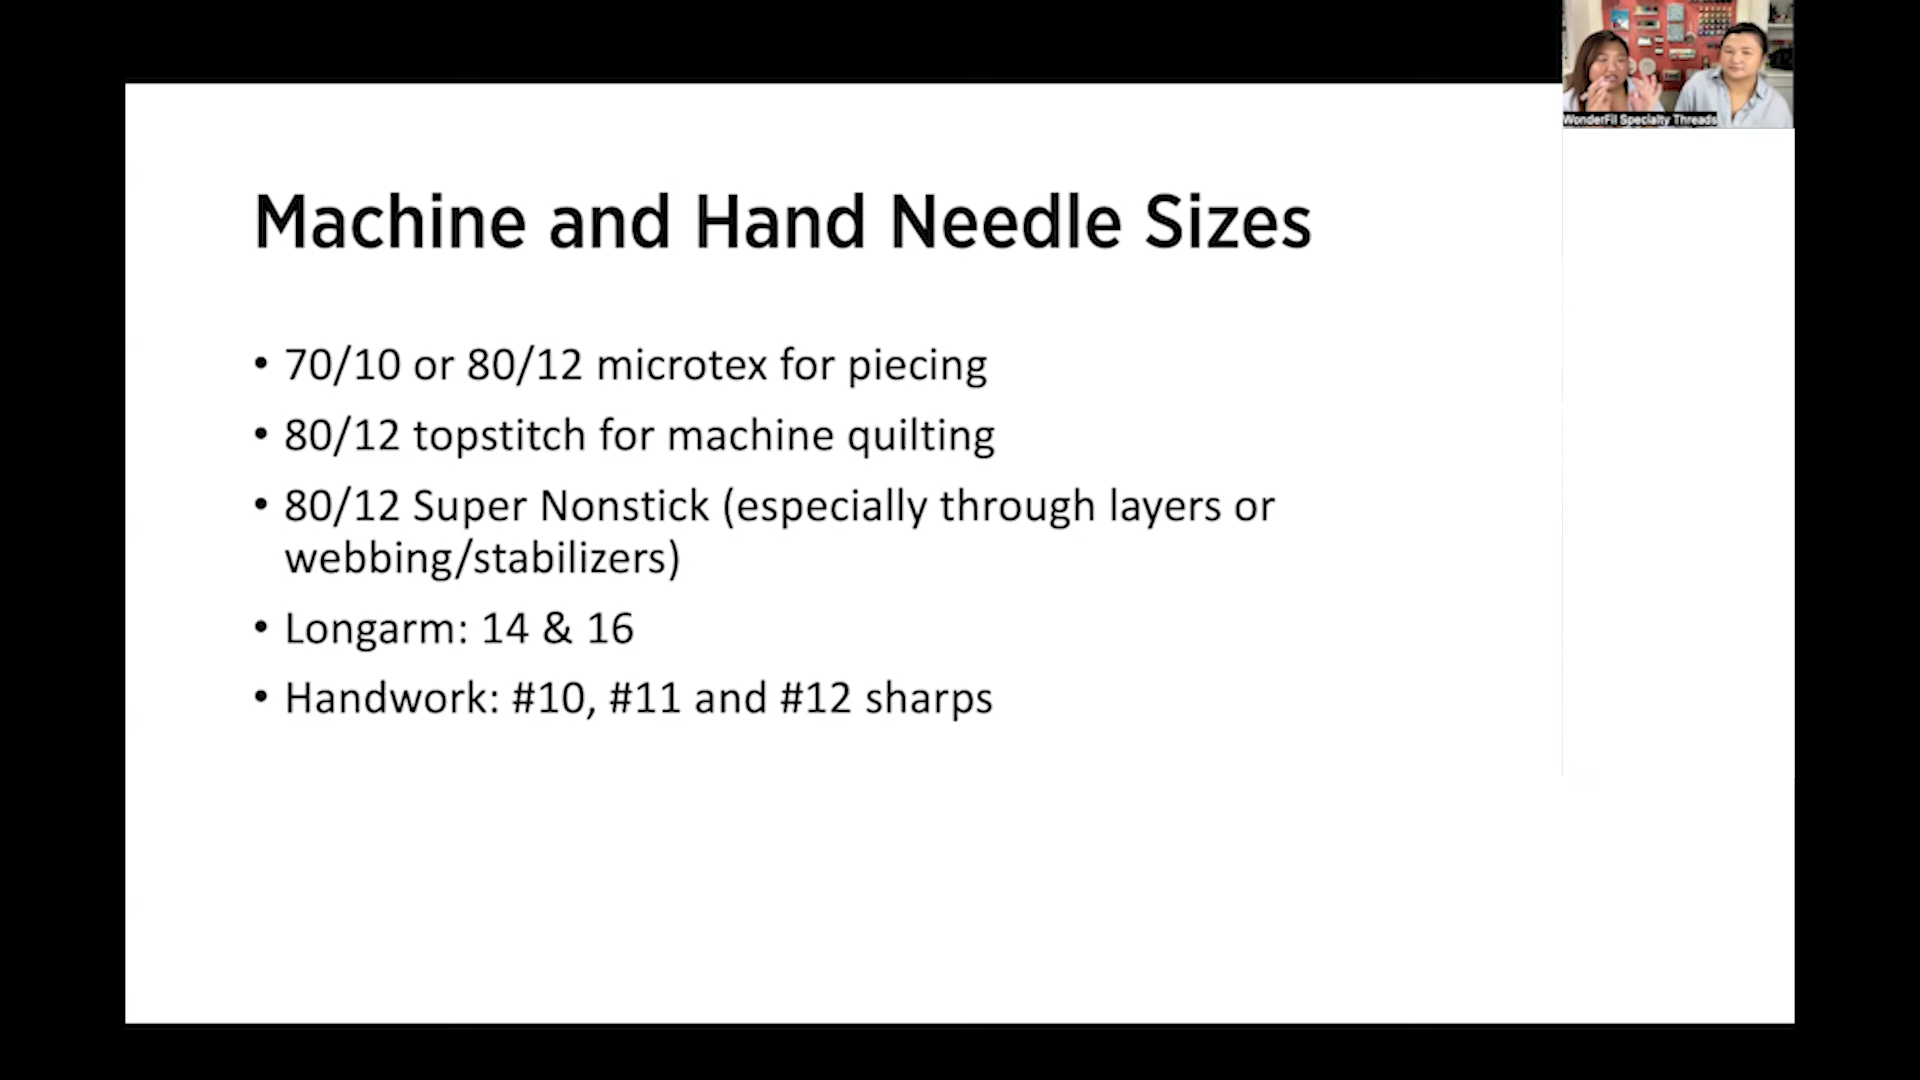 WonderFil Specialty Threads
Machine and Hand Needle Sizes
• 70/10 or 80/12 microtex for piecing
• 80/12 topstitch for machine quilting
• 80/12 Super Nonstick (especially through layers or
webbing/stabilizers)
• Longarm: 14 & 16
• Handwork: #10, #11 and #12 sharps